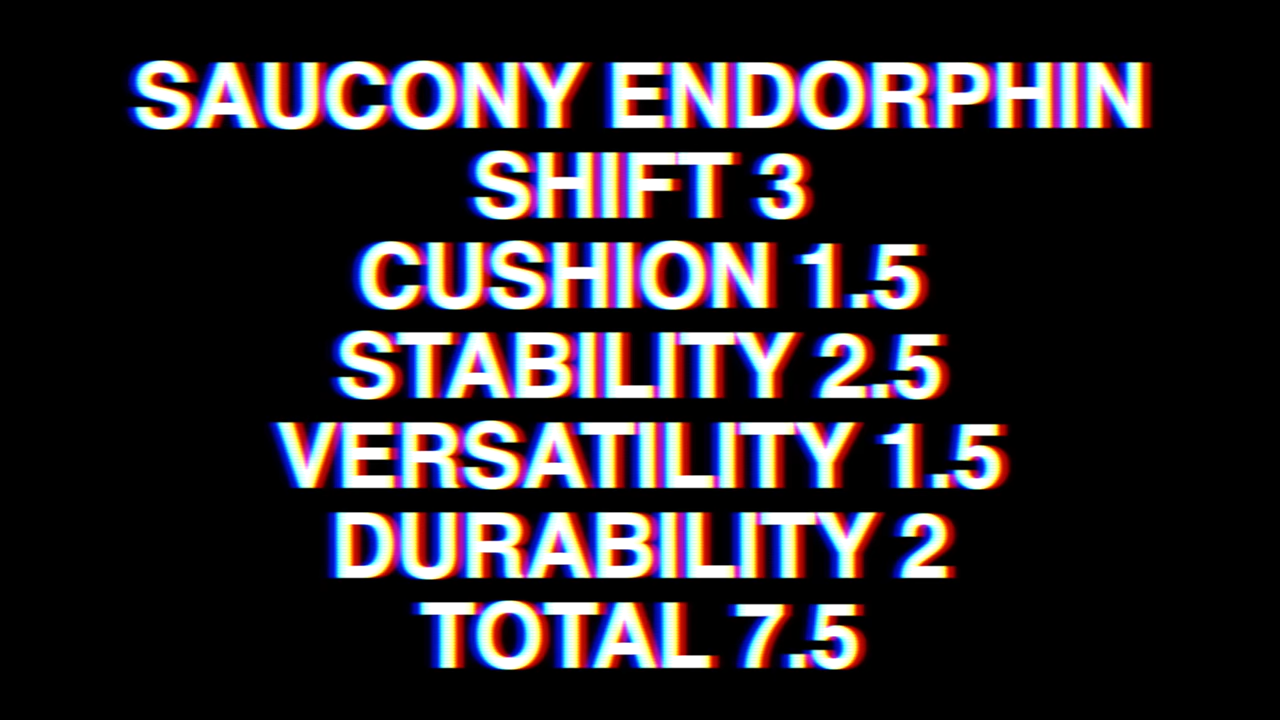 SAUCONY ENDORPHIN
SHIFT 3
CUSHION 1.5
STABILITY 2.5
VERSATILITY 1.5
DURABILITY 2
TOTAL 7.5